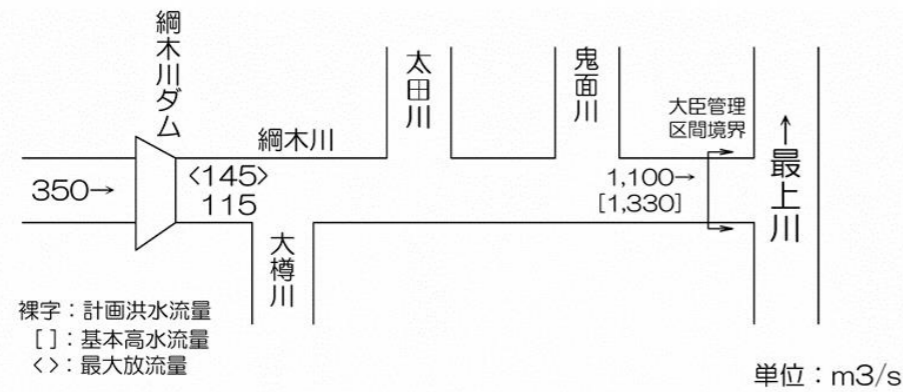 綱木川ダム
太田川
鬼面川
大臣管理
区間境界
綱木川
350→
<145>
115
1,100→
[1,330]
→最上川
大樽川
裸字：計画洪水流量
[ ]：基本高水流量
< >：最大放流量
単位：m3/s